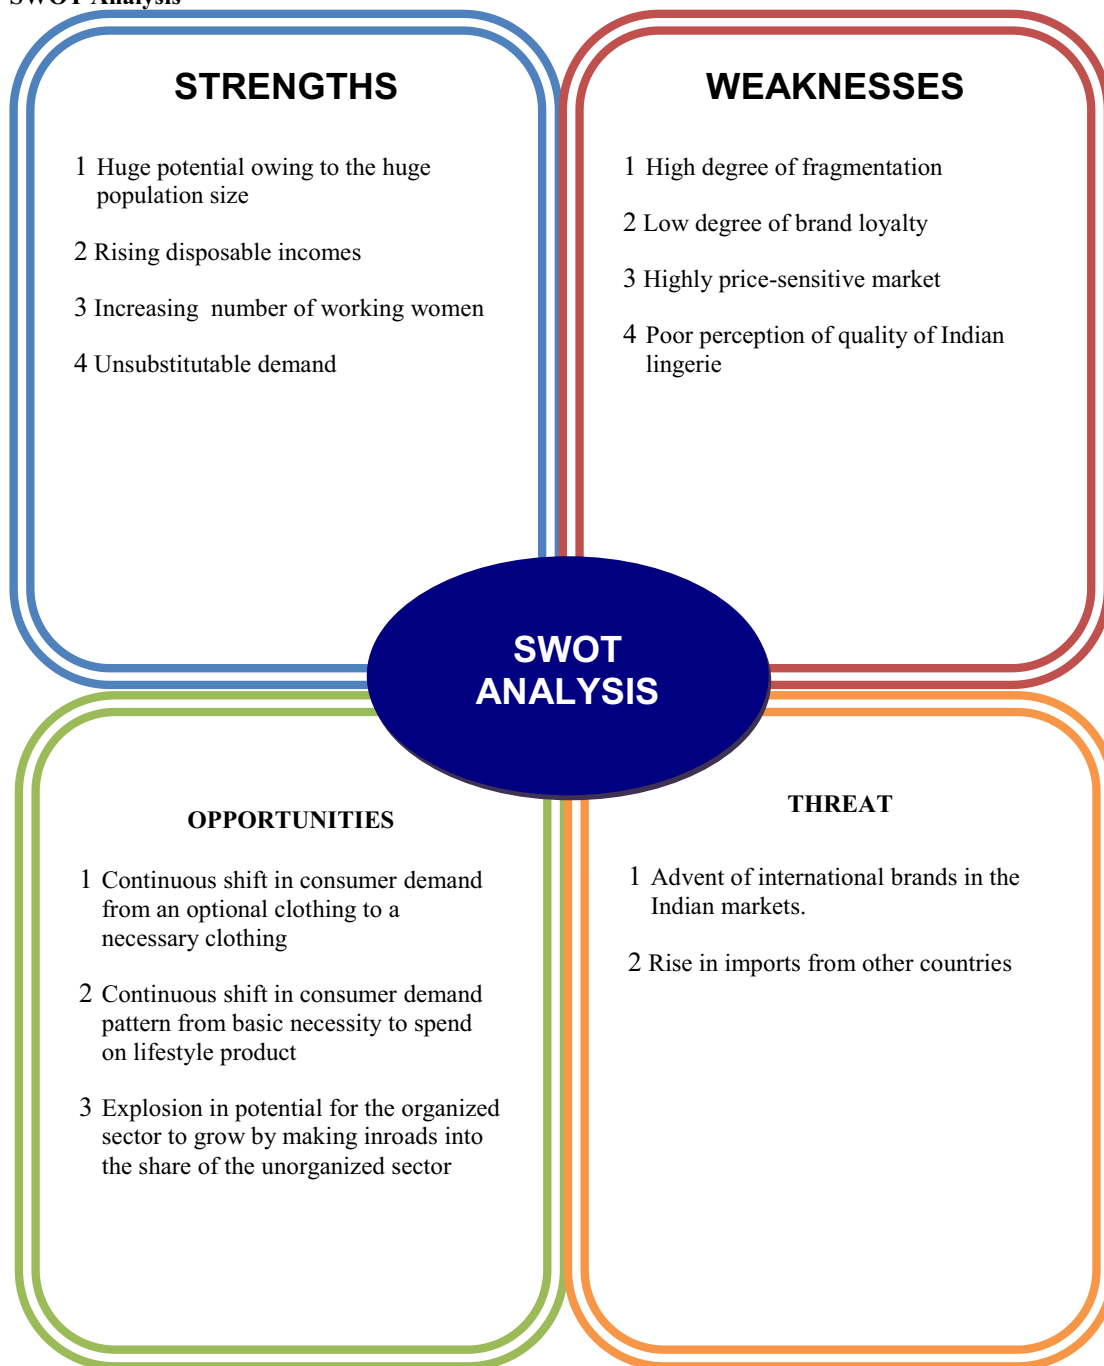 SWOT Analysis
STRENGTHS
1 Huge potential owing to the huge
population size
2 Rising disposable incomes
3 Increasing  number of working women
4 Unsubstitutable demand
WEAKNESSES
1 High degree of fragmentation
2 Low degree of brand loyalty
3 Highly price-sensitive market
4 Poor perception of quality of Indian
lingerie
SWOT
ANALYSIS
OPPORTUNITIES
1 Continuous shift in consumer demand
from an optional clothing to a
necessary clothing
2 Continuous shift in consumer demand
pattern from basic necessity to spend
on lifestyle product
3 Explosion in potential for the organized
sector to grow by making inroads into
the share of the unorganized sector
THREAT
1 Advent of international brands in the
Indian markets.
2 Rise in imports from other countries